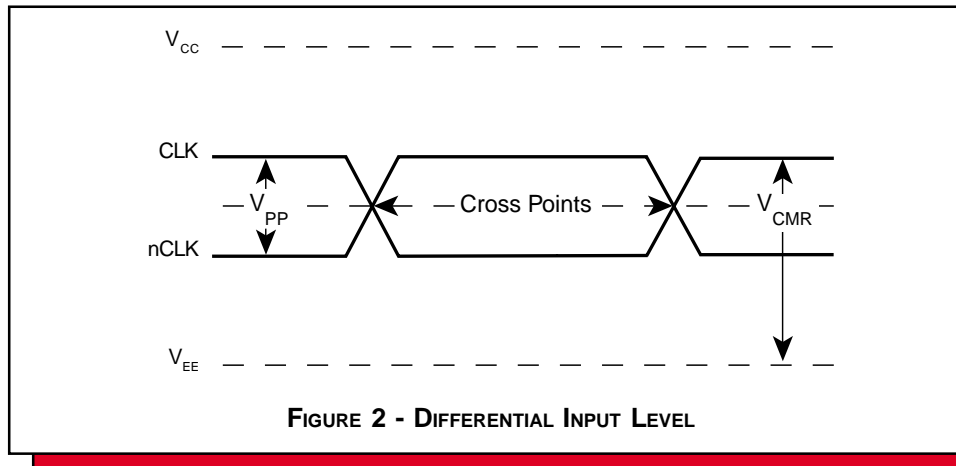 VCC
CLK
VPP
Cross Points
VCMR
nCLK
VEE
FIGURE 2 - DIFFERENTIAL INPUT LEVEL